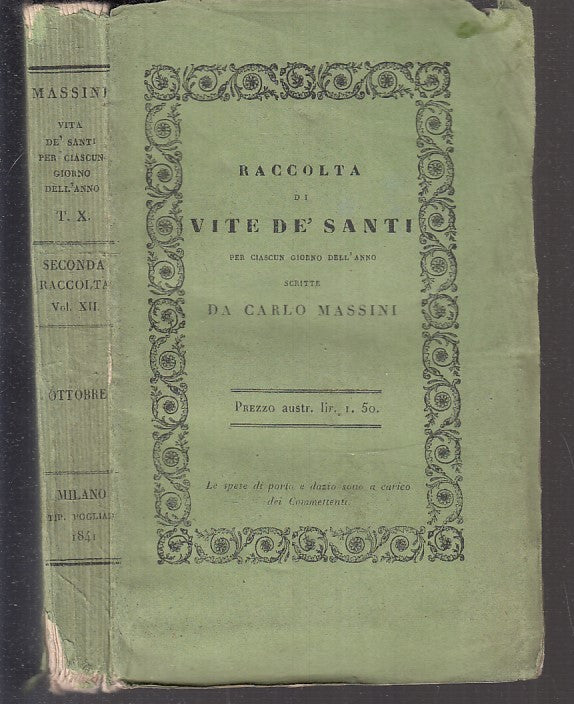 MASSINI
VITA
DE' SANTI
PER CIASCUN
GIORNO
DELL'ANNO
T. X.
SECONDA
RACCOLTA
Vol. XII.
OTTOBRE
MILANO
TIP. POGLIAN
1841
RACCOLTA
DI
VITE DE' SANTI
PER CIASCUN GIORNO DELL'ANNO
SCRITTE
DA CARLO MASSINI
PREZZO austr. lir. 1. 50.
Le spese di porto e dazio sono a carico
dei Committenti.